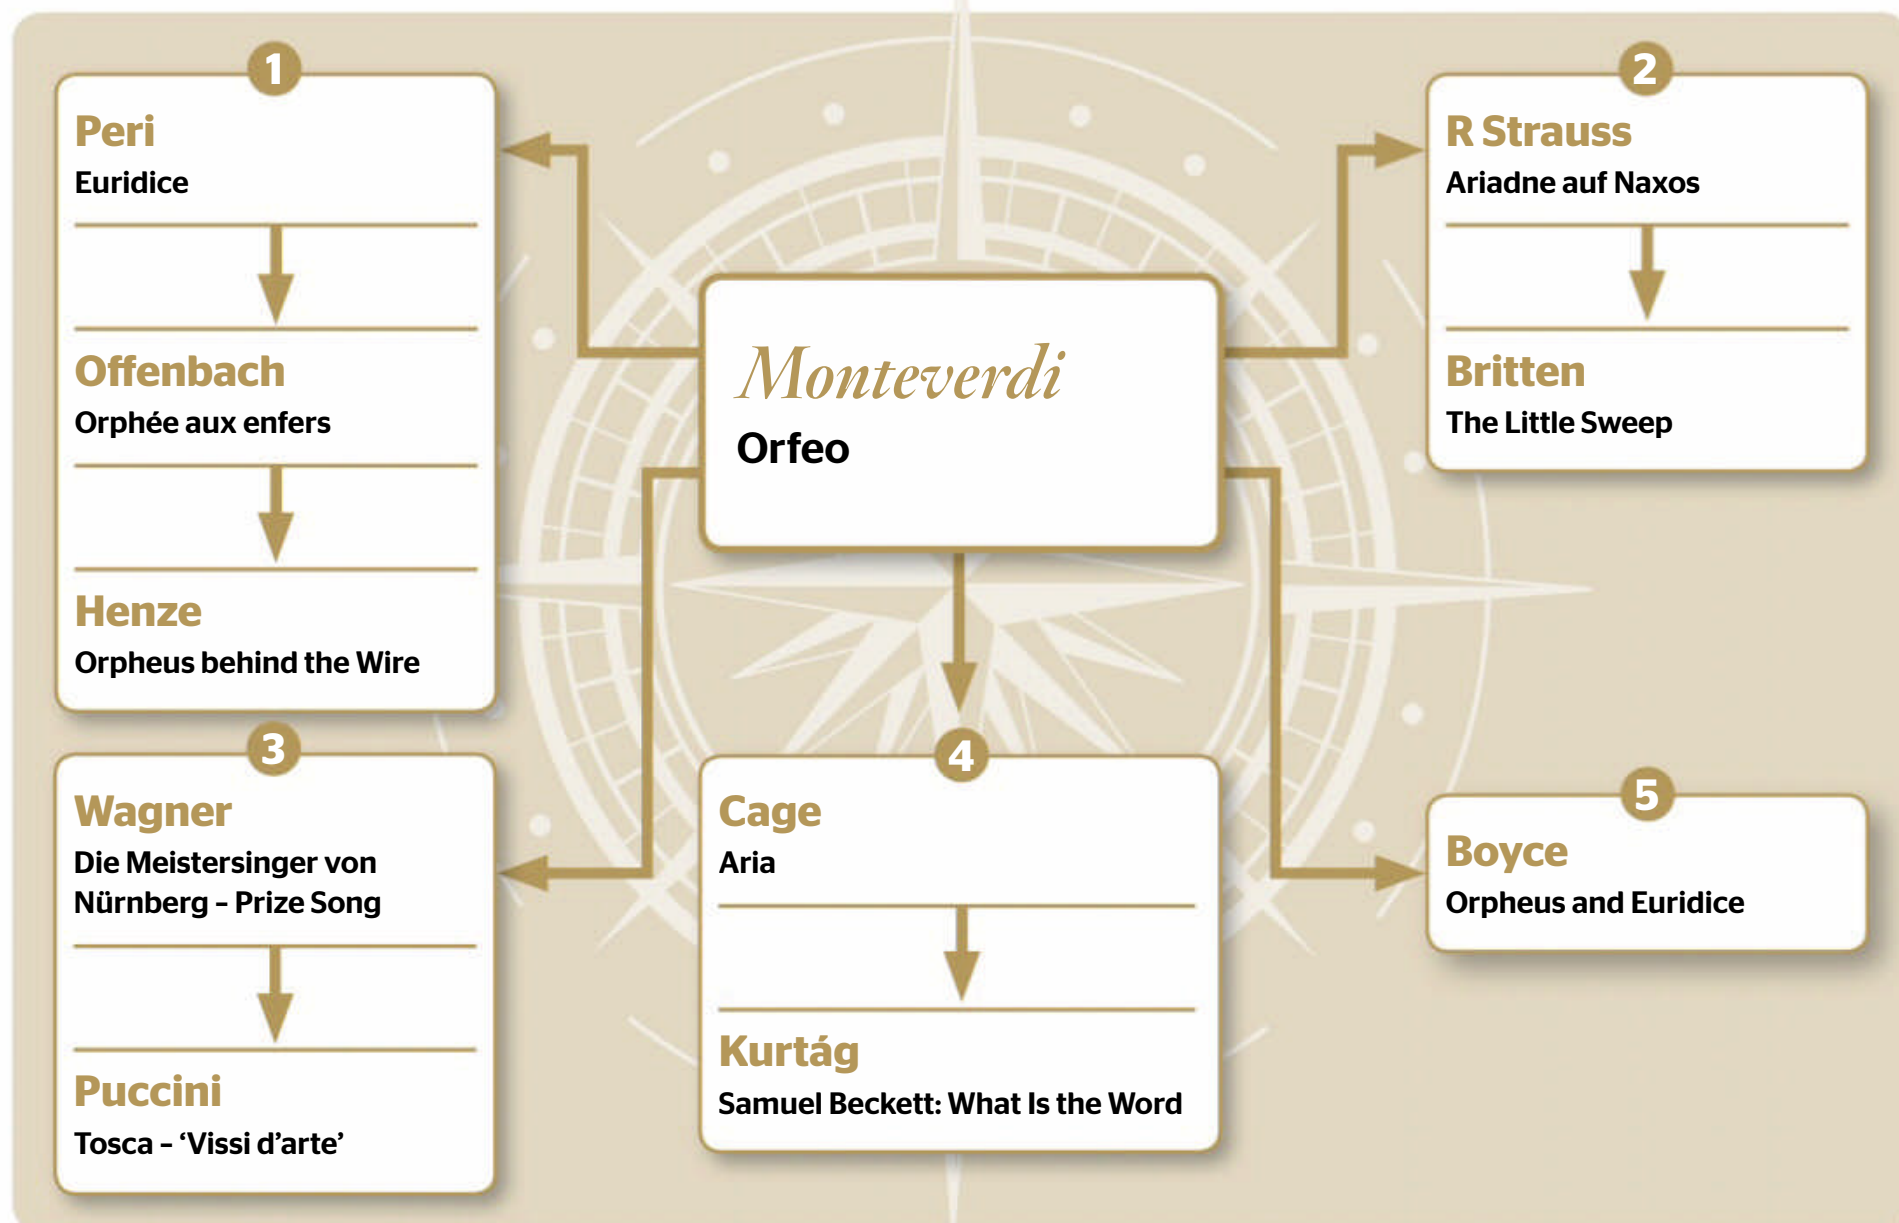 1
Peri
Euridice
Offenbach
Orphée aux enfers
Henze
Orpheus behind the Wire
2
R Strauss
Ariadne auf Naxos
Britten
The Little Sweep
Monteverdi
Orfeo
3
Wagner
Die Meistersinger von
Nürnberg – Prize Song
Puccini
Tosca – ‘Vissi d’arte’
4
Cage
Aria
Kurtág
Samuel Beckett: What Is the Word
5
Boyce
Orpheus and Euridice